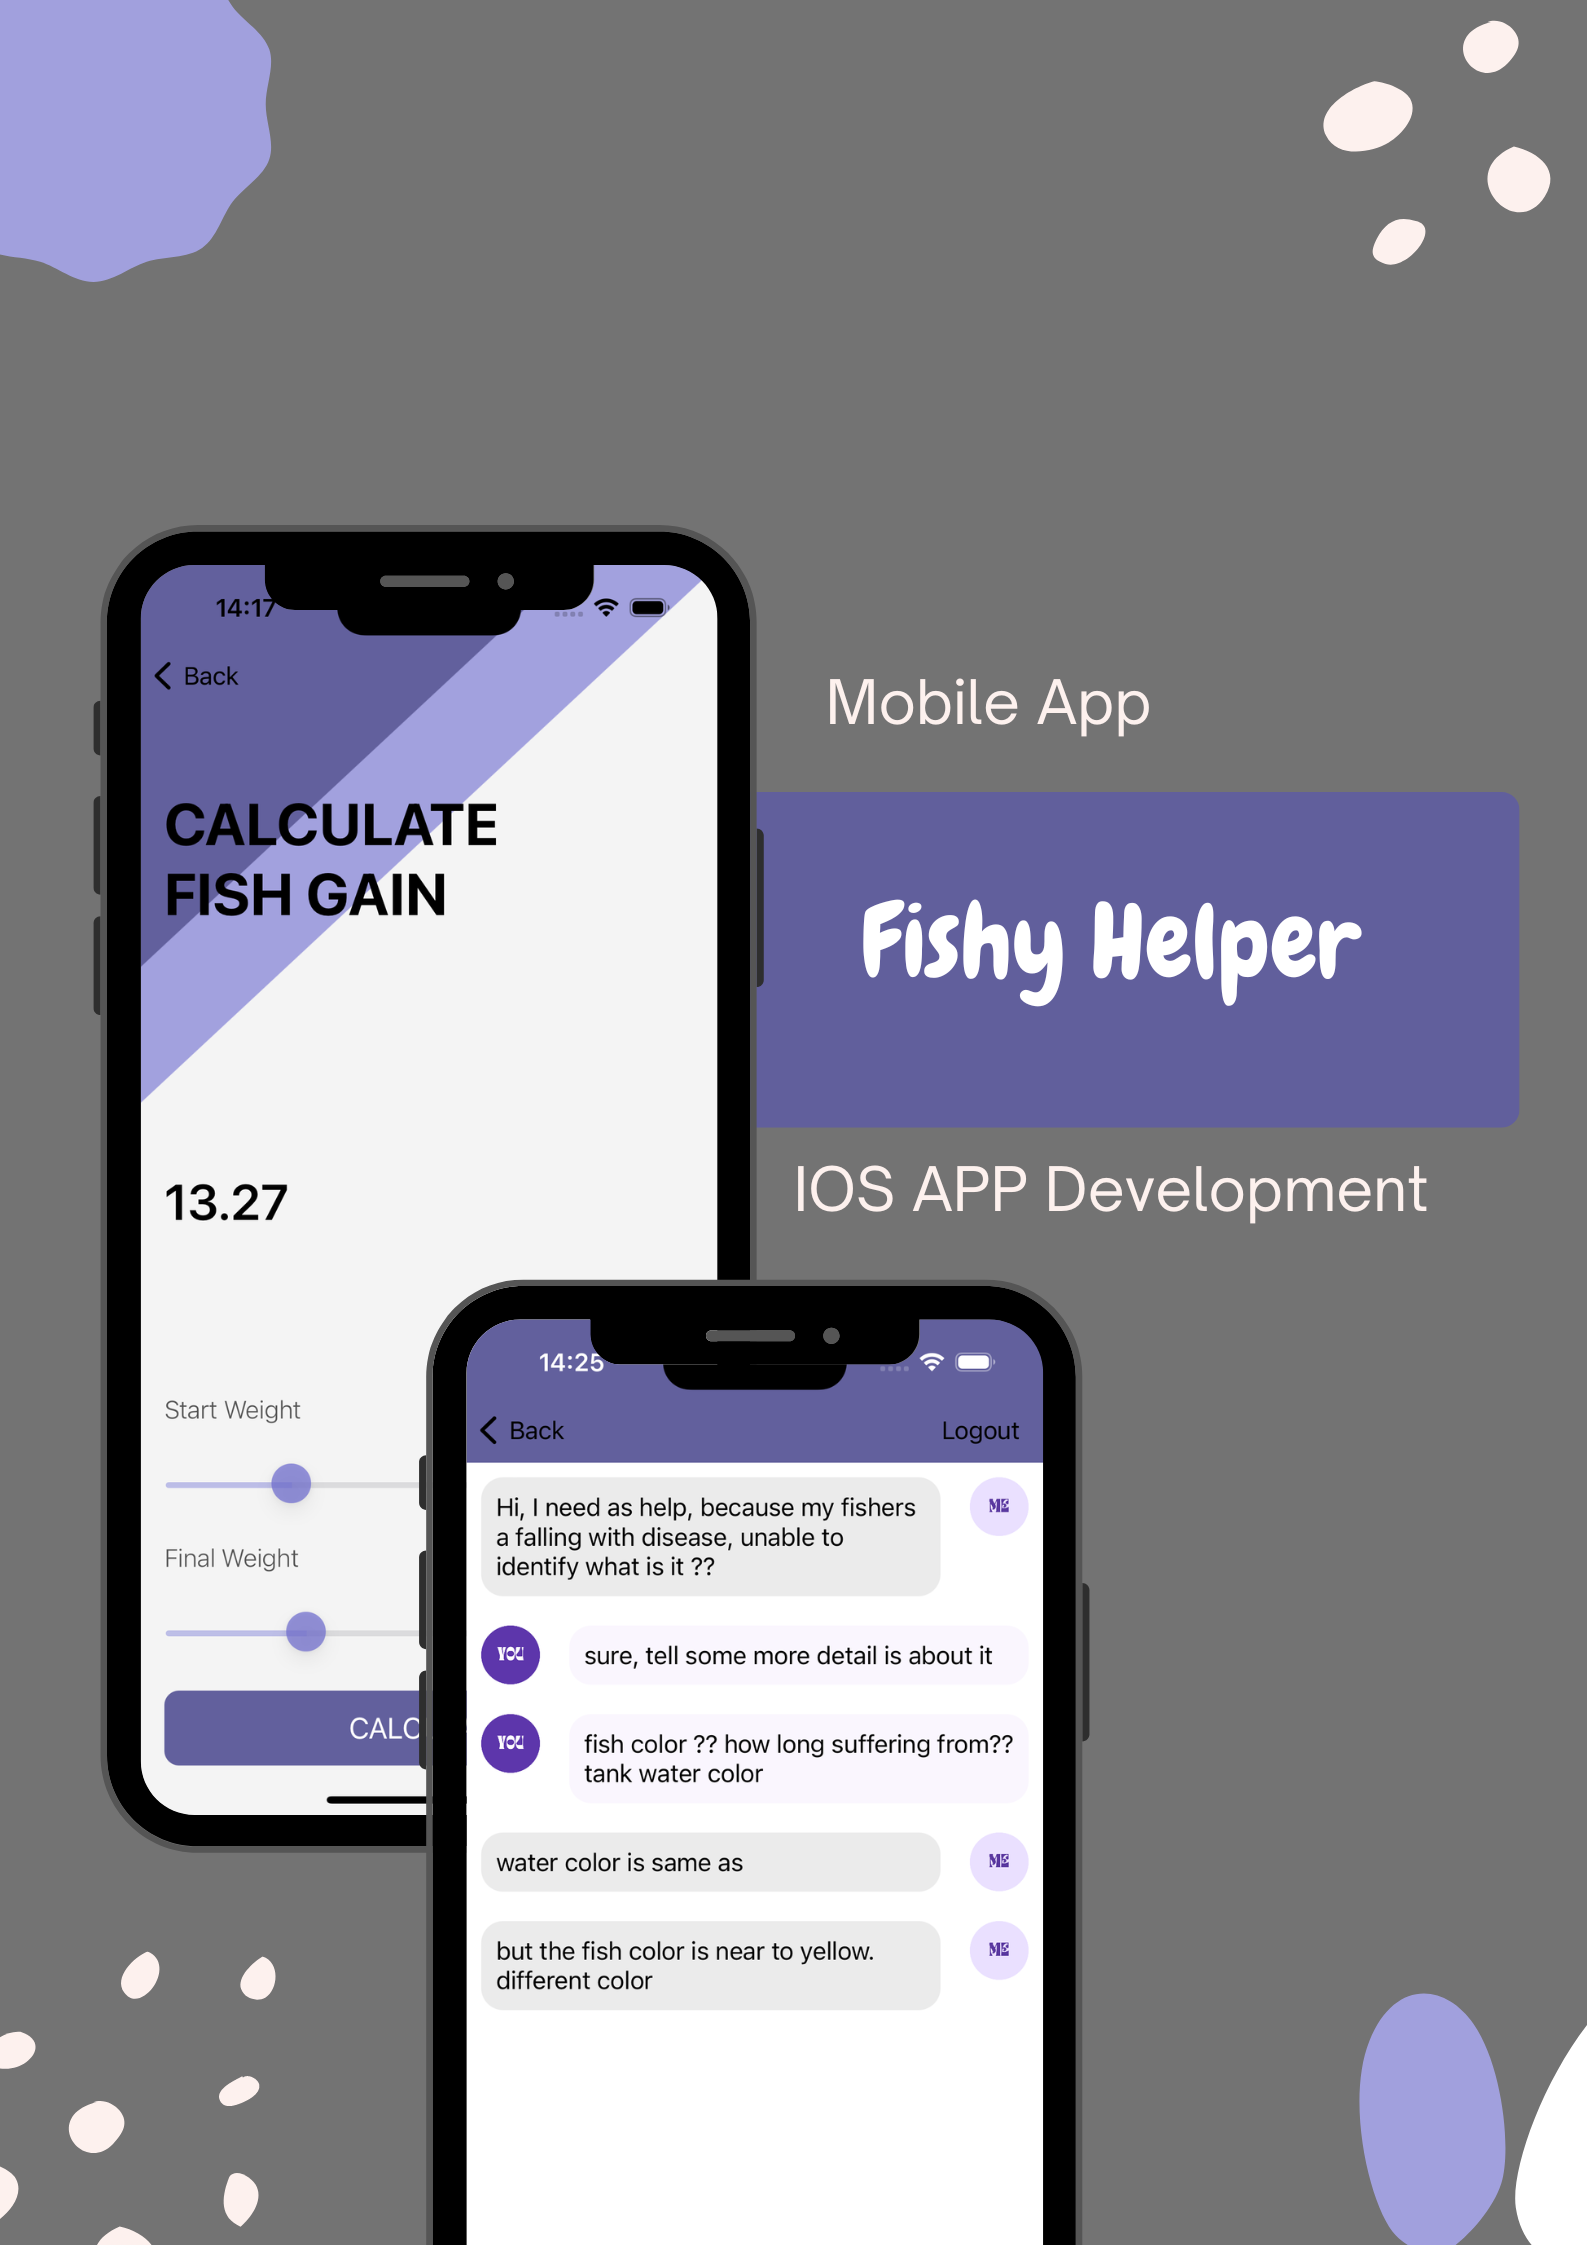 14:17
Back
CALCULATE
FISH GAIN
13.27
Start Weight
Final Weight
Mobile App
Fishy Helper
IOS APP Development
14:25
Back
Logout
Hi, I need as help, because my fishers
a falling with disease, unable to
identify what is it ??
ME
YOU
sure, tell some more detail is about it
YOU
fish color ?? how long suffering from??
tank water color
water color is same as
ME
but the fish color is near to yellow.
different color
ME